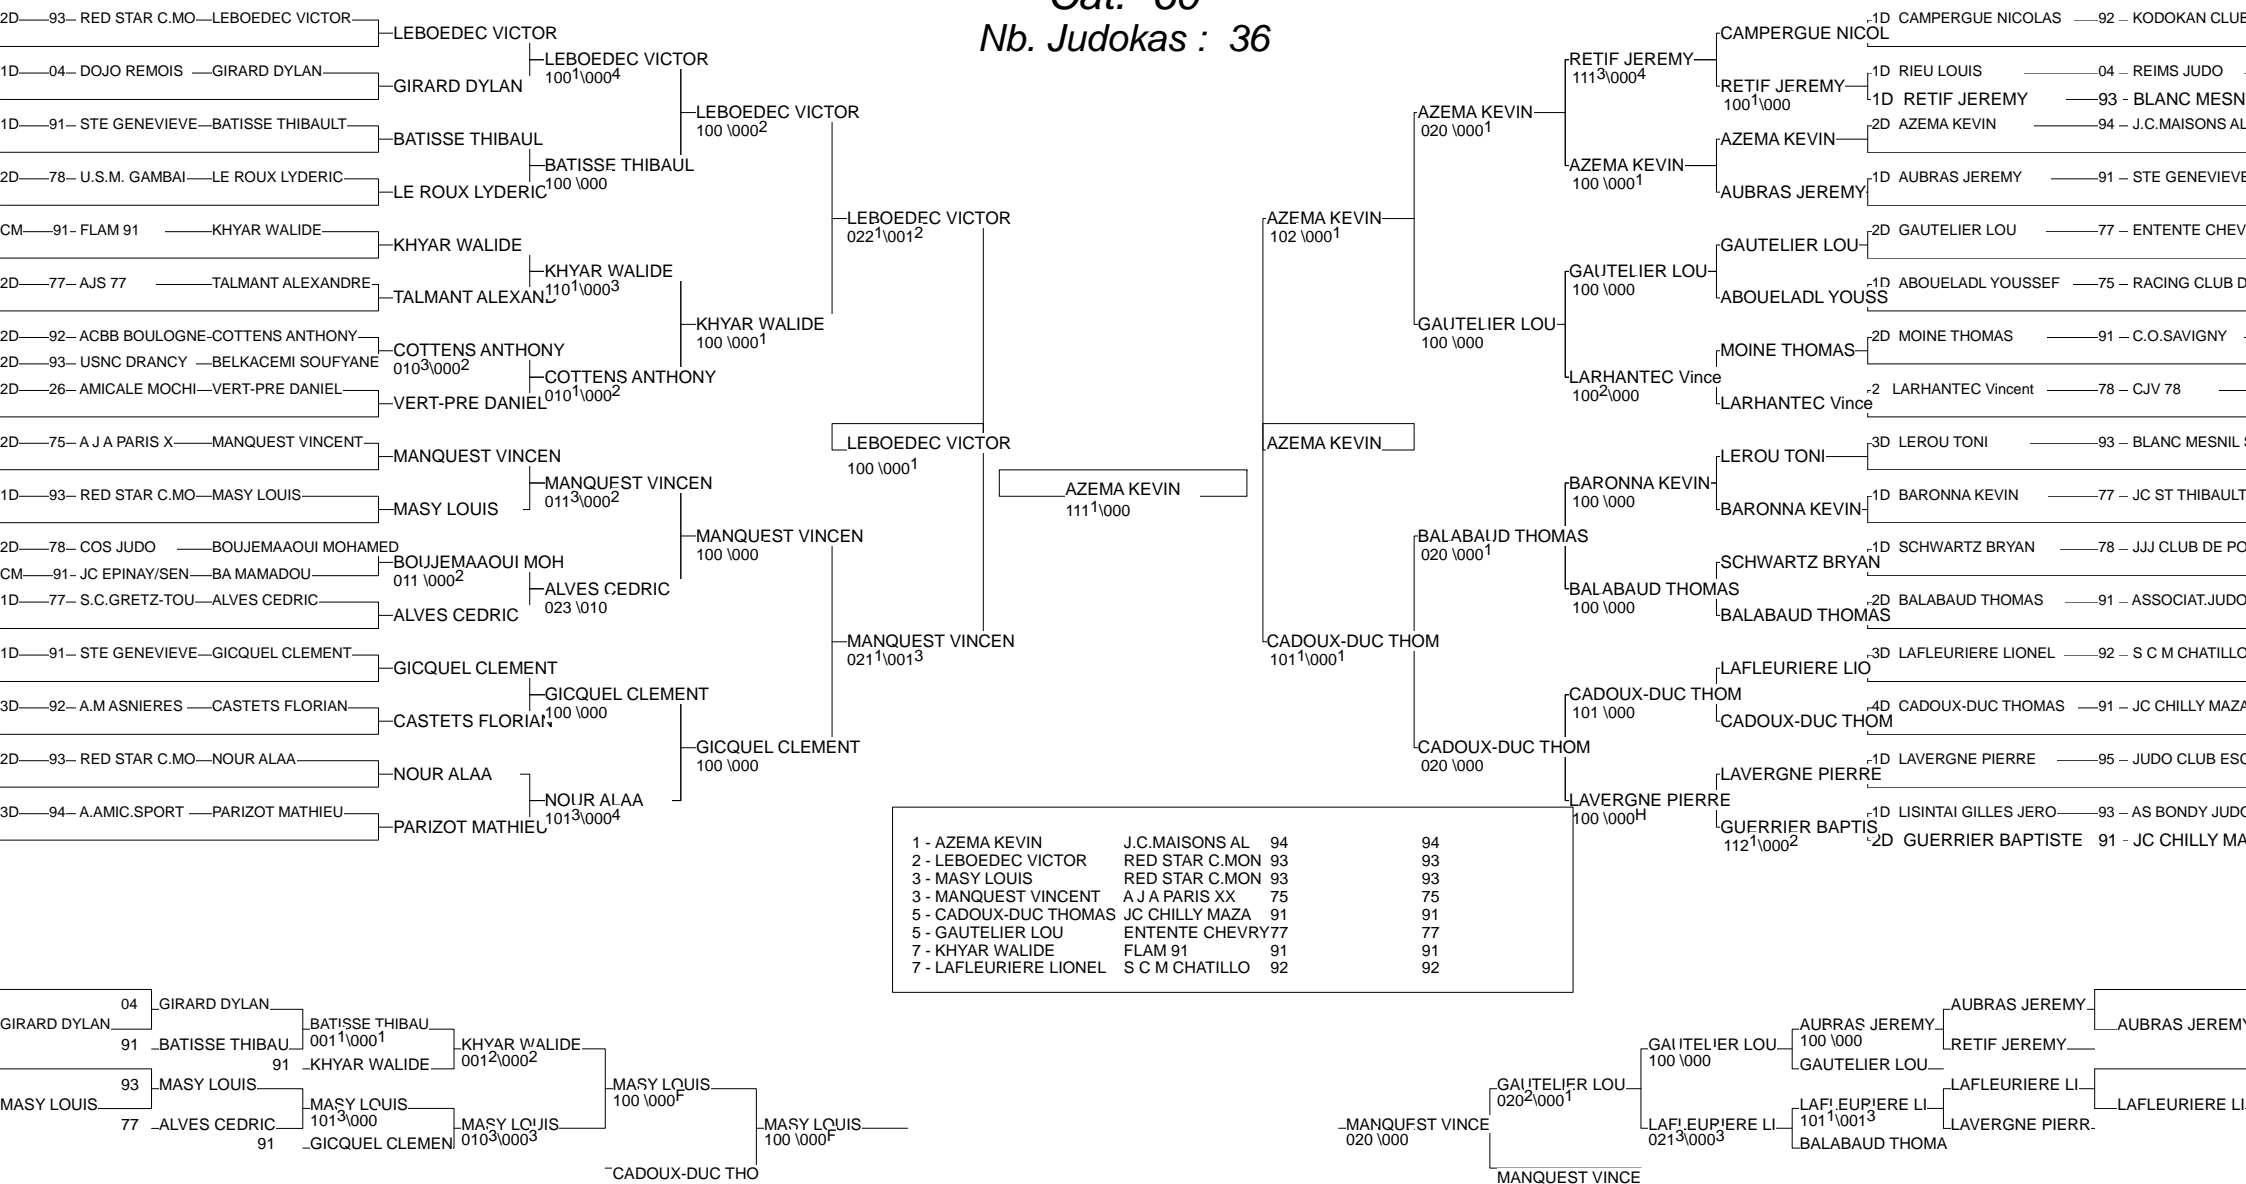 Cat. -60
Nb. Judokas : 36
2D 93 – RED STAR C.MO LEBOEDEC VICTOR
1D 04 – DOJO REMOIS GIRARD DYLAN
1D 91 – STE GENEVIEVE BATISSE THIBAULT
2D 78 – U.S.M. GAMBAI LE ROUX LYDERIC
CM 91 – FLAM 91 KHYAR WALIDE
2D 77 – AJS 77 TALMANT ALEXANDRE
2D 92 – ACBB BOULOGNE COTTENS ANTHONY
2D 93 – USNC DRANCY BELKACEMI SOUFYANE
2D 26 – AMICALE MOCHI VERT-PRE DANIEL
2D 75 – A J A PARIS X MANQUEST VINCENT
1D 93 – RED STAR C.MO MASY LOUIS
2D 78 – COS JUDO BOUJEMAAOUI MOHAMED
CM 91 – JC EPINAY/SEN BA MAMADOU
1D 77 – S.C.GRETZ-TOU ALVES CEDRIC
1D 91 – STE GENEVIEVE GICQUEL CLEMENT
3D 92 – A.M ASNIERES CASTETS FLORIAN
2D 93 – RED STAR C.MO NOUR ALAA
3D 94 – A.AMIC.SPORT PARIZOT MATHIEU
LEBOEDEC VICTOR
GIRARD DYLAN
BATISSE THIBAUL
LE ROUX LYDERIC
KHYAR WALIDE
TALMANT ALEXAND
COTTENS ANTHONY
010³\000²
VERT-PRE DANIEL
MANQUEST VINCEN
MASY LOUIS
BOUJEMAAOUI MOH
011 \000²
ALVES CEDRIC
GICQUEL CLEMENT
CASTETS FLORIAN
NOUR ALAA
PARIZOT MATHIEU
LEBOEDEC VICTOR
100¹\000⁴
BATISSE THIBAUL
100 \000
KHYAR WALIDE
110¹\000³
COTTENS ANTHONY
010¹\000²
MANQUEST VINCEN
011³\000²
ALVES CEDRIC
023 \010
GICQUEL CLEMENT
100 \000
NOUR ALAA
101³\000⁴
LEBOEDEC VICTOR
100 \000²
KHYAR WALIDE
100 \000¹
MANQUEST VINCEN
100 \000
GICQUEL CLEMENT
100 \000
LEBOEDEC VICTOR
022¹\001²
MANQUEST VINCEN
021¹\001³
LEBOEDEC VICTOR
100 \000¹
AZEMA KEVIN
111¹\000
AZEMA KEVIN
AZEMA KEVIN
102 \000¹
CADOUX-DUC THOM
101¹\000¹
AZEMA KEVIN
020 \000¹
GAUTELIER LOU
100 \000
BALABAUD THOMAS
020 \000¹
CADOUX-DUC THOM
020 \000
RETIF JEREMY
111³\000⁴
AZEMA KEVIN
100 \000¹
GAUTELIER LOU
100 \000
LARHANTEC Vince
100²\000
BARONNA KEVIN
100 \000
BALABAUD THOMAS
100 \000
CADOUX-DUC THOM
101 \000
LAVERGNE PIERRE
100 \000H
CAMPERGUE NICOL
RETIF JEREMY
100¹\000
AZEMA KEVIN
AUBRAS JEREMY
GAUTELIER LOU
ABOUELADL YOUSS
MOINE THOMAS
LARHANTEC Vince
LEROU TONI
BARONNA KEVIN
SCHWARTZ BRYAN
BALABAUD THOMAS
LAFLEURIERE LIO
CADOUX-DUC THOM
LAVERGNE PIERRE
GUERRIER BAPTIS
112¹\000²
1D CAMPERGUE NICOLAS 92 – KODOKAN CLUB
1D RIEU LOUIS 04 – REIMS JUDO
1D RETIF JEREMY 93 - BLANC MESN
2D AZEMA KEVIN 94 – J.C.MAISONS AL
1D AUBRAS JEREMY 91 – STE GENEVIEVE
2D GAUTELIER LOU 77 – ENTENTE CHEV
1D ABOUELADL YOUSSEF 75 – RACING CLUB D
2D MOINE THOMAS 91 – C.O.SAVIGNY
2 LARHANTEC Vincent 78 – CJV 78
3D LEROU TONI 93 – BLANC MESNIL S
1D BARONNA KEVIN 77 – JC ST THIBAULT
1D SCHWARTZ BRYAN 78 – JJJ CLUB DE PO
2D BALABAUD THOMAS 91 – ASSOCIAT.JUDO
3D LAFLEURIERE LIONEL 92 – S C M CHATILLO
4D CADOUX-DUC THOMAS 91 – JC CHILLY MAZA
1D LAVERGNE PIERRE 95 – JUDO CLUB ESC
1D LISINTAI GILLES JERO 93 – AS BONDY JUDO
2D GUERRIER BAPTISTE 91 - JC CHILLY MA
1 - AZEMA KEVIN J.C.MAISONS AL 94 94
2 - LEBOEDEC VICTOR RED STAR C.MON 93 93
3 - MASY LOUIS RED STAR C.MON 93 93
3 - MANQUEST VINCENT A J A PARIS XX 75 75
5 - CADOUX-DUC THOMAS JC CHILLY MAZA 91 91
5 - GAUTELIER LOU ENTENTE CHEVRY 77 77
7 - KHYAR WALIDE FLAM 91 91 91
7 - LAFLEURIERE LIONEL S C M CHATILLO 92 92
GIRARD DYLAN
MASY LOUIS
04 GIRARD DYLAN
91 BATISSE THIBAU
93 MASY LOUIS
77 ALVES CEDRIC
BATISSE THIBAU
001¹\000¹
91 KHYAR WALIDE
MASY LOUIS
101³\000
91 GICQUEL CLEMEN
KHYAR WALIDE
001²\000²
MASY LOUIS
010³\000³
MASY LOUIS
100 \000F
CADOUX-DUC THO
MASY LOUIS
100 \000F
MANQUEST VINCE
020 \000
GAUTELIER LOU
020²\000¹
MANQUEST VINCE
GAUTELIER LOU
100 \000
LAFLEURIERE LI
021³\000³
AUBRAS JEREMY
100 \000
GAUTELIER LOU
LAFLEURIERE LI
101¹\001³
BALABAUD THOMA
AUBRAS JEREMY
RETIF JEREMY
LAFLEURIERE LI
LAVERGNE PIERR
AUBRAS JEREMY
LAFLEURIERE LI